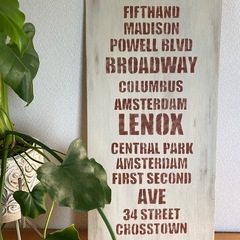 FIFTHAND
MADISON
POWELL BLVD
BROADWAY
COLUMBUS
AMSTERDAM
LENOX
CENTRAL PARK
AMSTERDAM
FIRST SECOND
AVE
34 STREET
CROSSTOWN